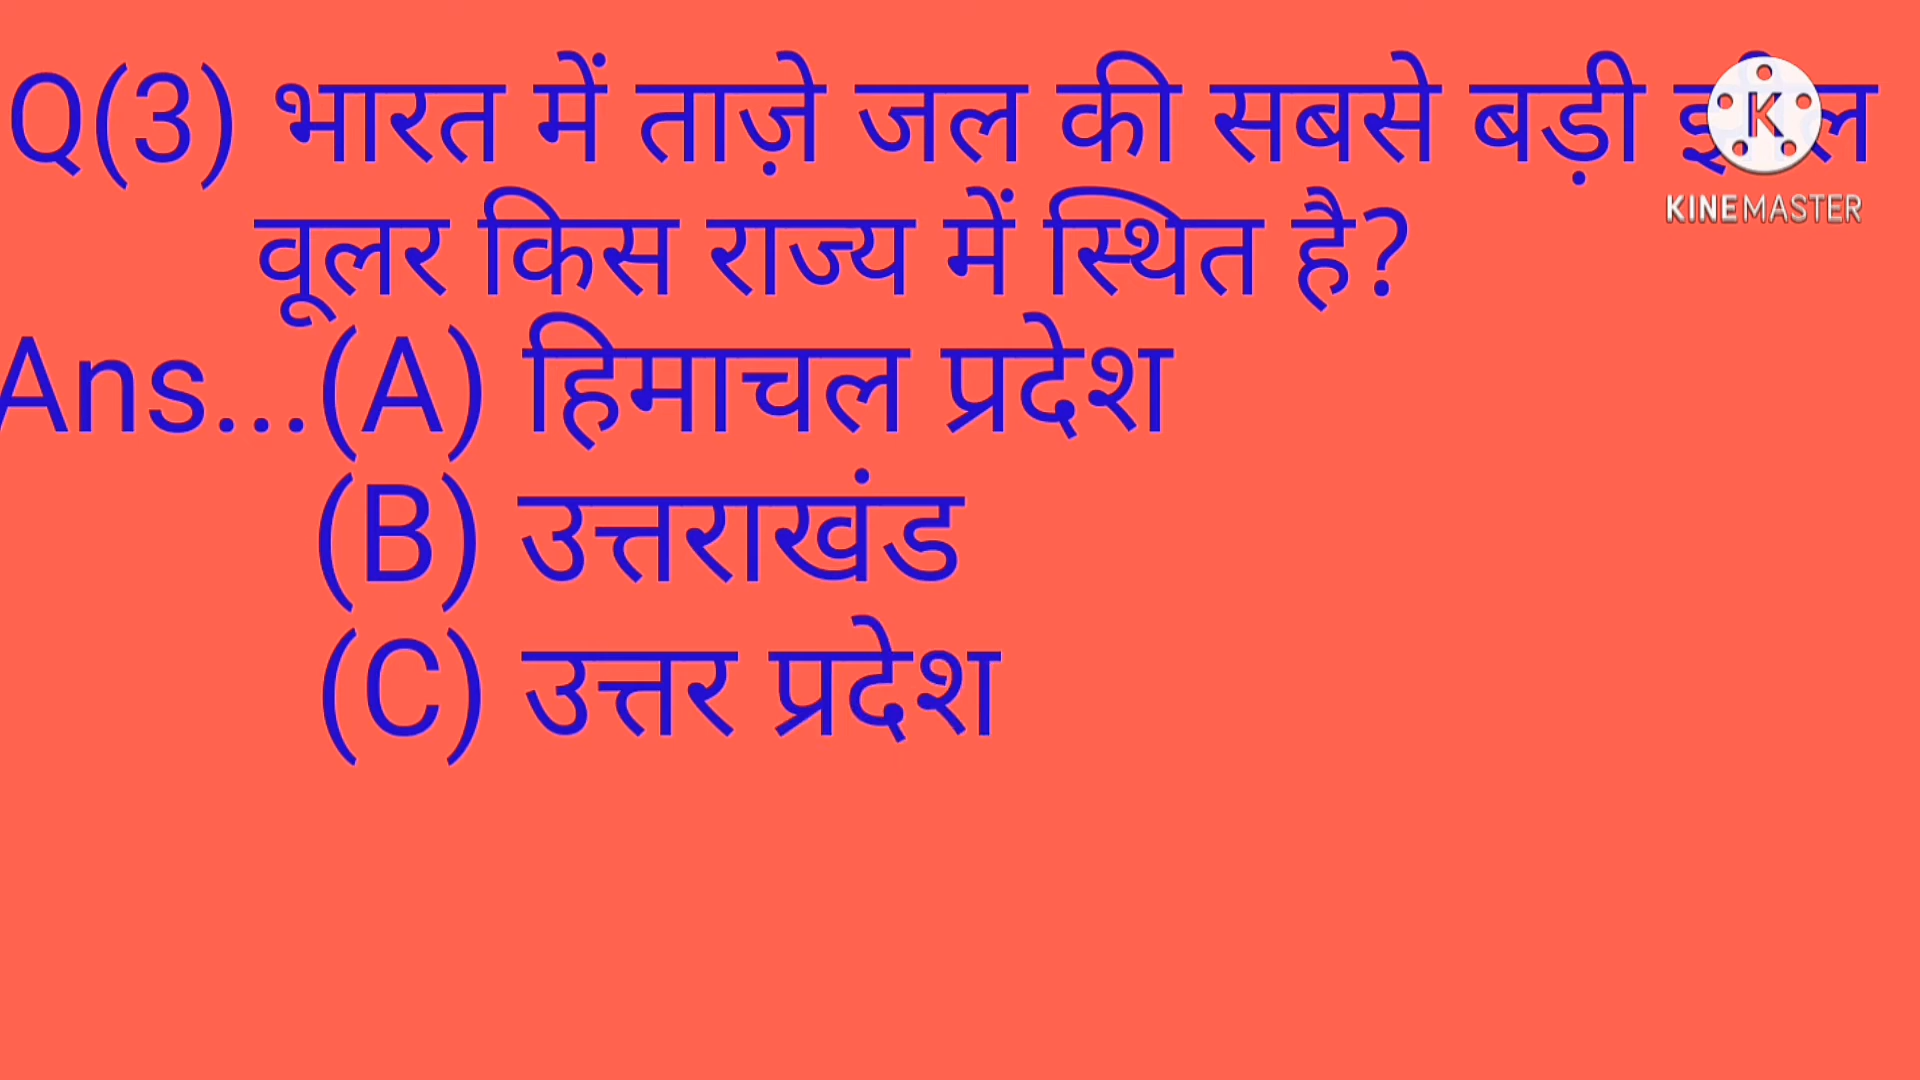 Q(3) भारत में ताज़े जल की सबसे बड़ी
वूलर किस राज्य में स्थित है?
Ans...(A) हिमाचल प्रदेश
(B) उत्तराखंड
(C) उत्तर प्रदेश
K
KINEMASTER